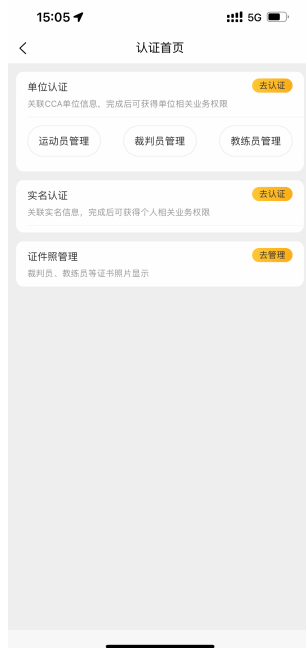 15:05
5G
认证首页
单位认证
去认证
关联CCA单位信息，完成后可获得单位相关业务权限
运动员管理
裁判员管理
教练员管理
实名认证
去认证
关联实名信息，完成后可获得个人相关业务权限
证件照管理
去管理
裁判员、教练员等证书照片显示